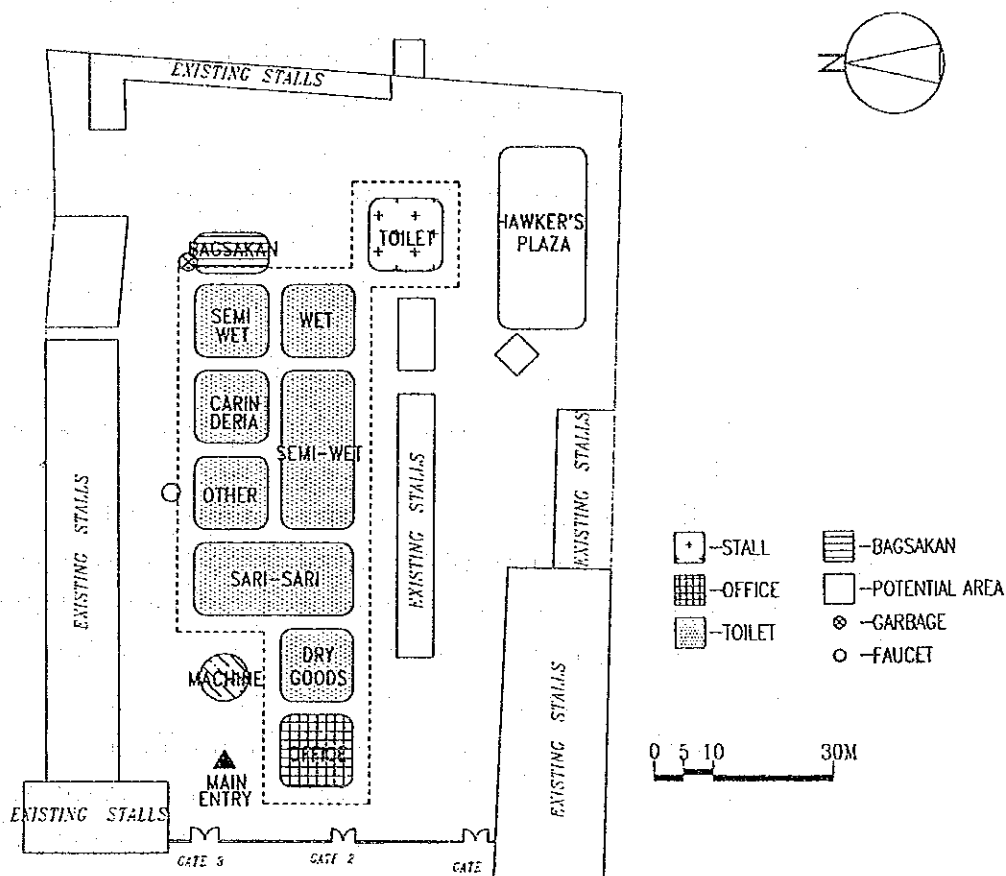 EXISTING STALLS
N
TOILET
HAWKER'S
PLAZA
BAGSAKAN
SEMI
WET
WET
CARIN
DERIA
SEMI-WET
OTHER
SARI-SARI
DRY
GOODS
MACHINE
OFFICE
MAIN
ENTRY
EXISTING STALLS
EXISTING STALLS
EXISTING STALLS
EXISTING STALLS
EXISTING STALLS
GATE 3
GATE 2
GATE
-STALL
-OFFICE
-TOILET
-BAGSAKAN
-POTENTIAL AREA
-GARBAGE
-FAUCET
0 5 10 30M